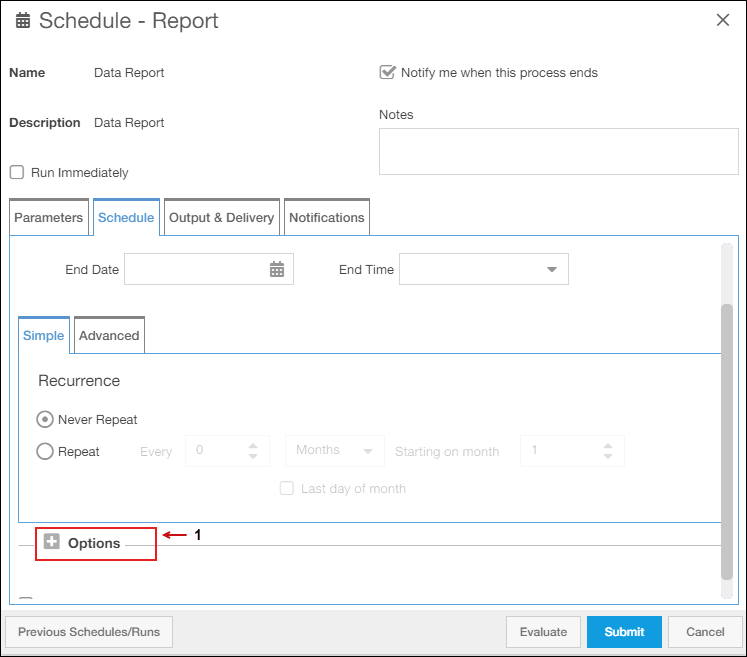 Schedule - Report
Name Data Report
Notify me when this process ends
Description Data Report
Notes
Run Immediately
Parameters Schedule Output & Delivery Notifications
End Date End Time
Simple Advanced
Recurrence
Never Repeat
Repeat Every 0 Months Starting on month 1
Last day of month
Options 1
Previous Schedules/Runs Evaluate Submit Cancel